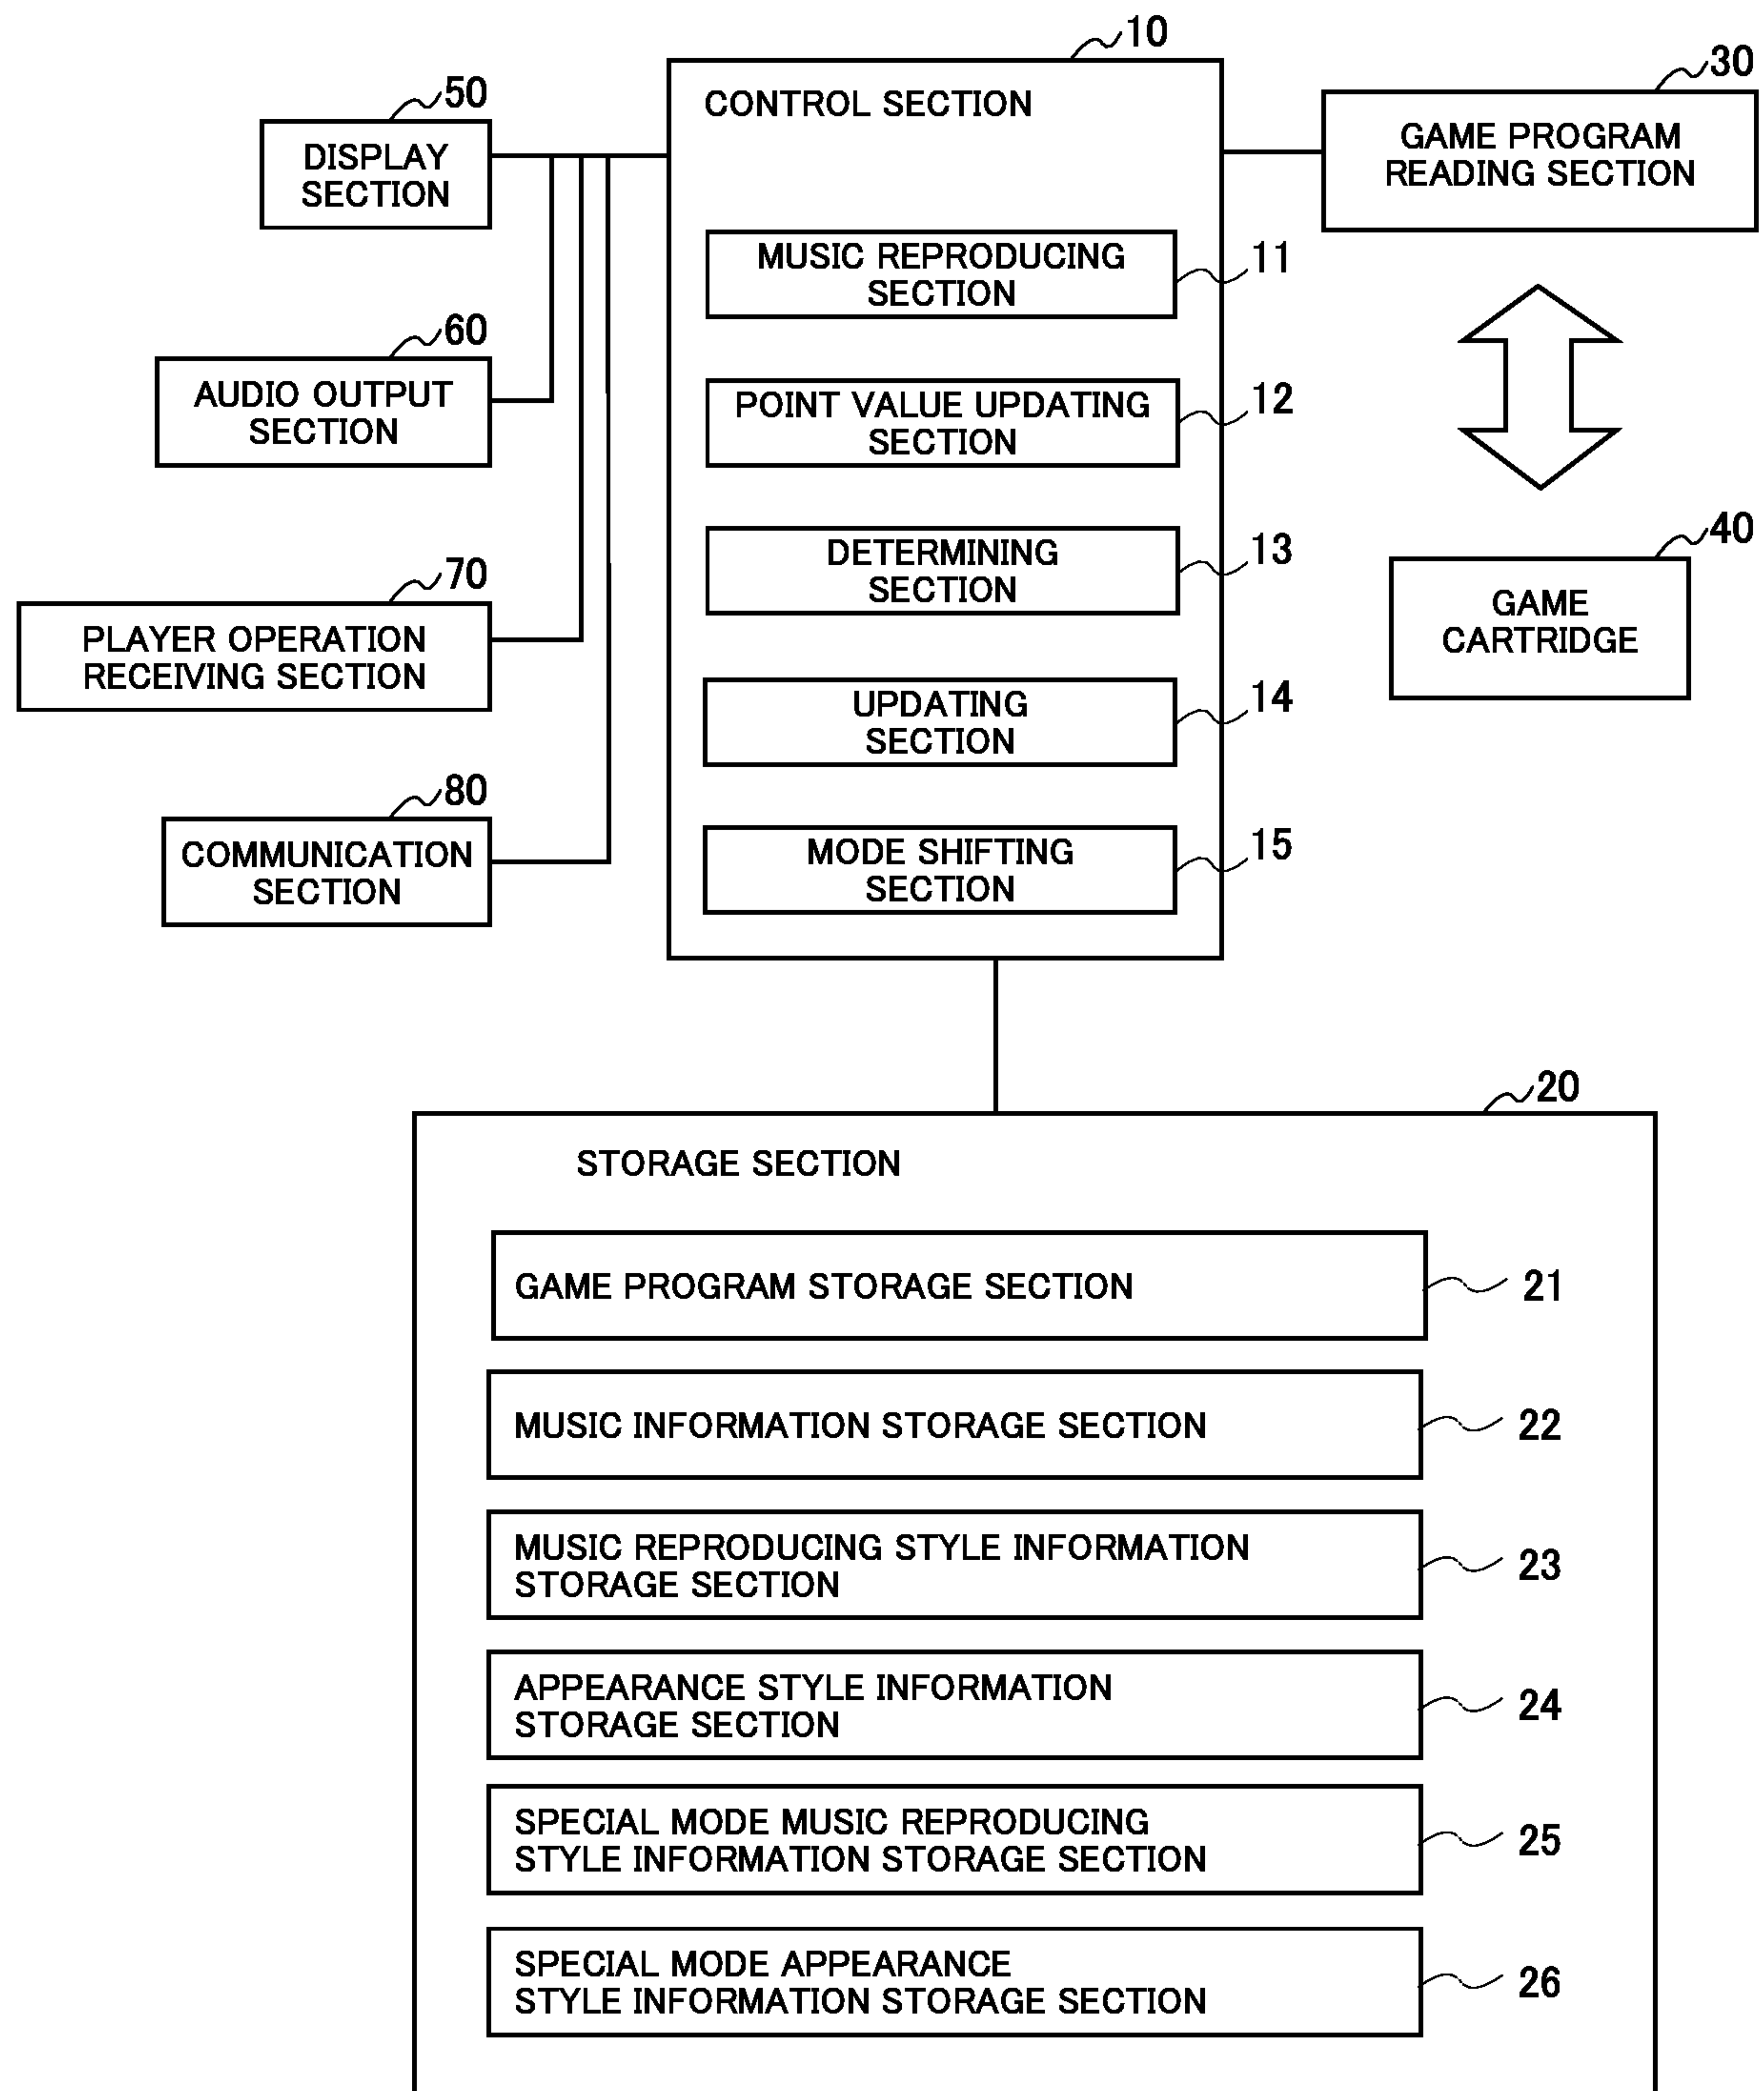 10
CONTROL SECTION
30
GAME PROGRAM
READING SECTION
50
DISPLAY
SECTION
MUSIC REPRODUCING
SECTION
11
60
AUDIO OUTPUT
SECTION
POINT VALUE UPDATING
SECTION
12
DETERMINING
SECTION
13
40
GAME
CARTRIDGE
70
PLAYER OPERATION
RECEIVING SECTION
UPDATING
SECTION
14
80
COMMUNICATION
SECTION
MODE SHIFTING
SECTION
15
20
STORAGE SECTION
GAME PROGRAM STORAGE SECTION
21
MUSIC INFORMATION STORAGE SECTION
22
MUSIC REPRODUCING STYLE INFORMATION
STORAGE SECTION
23
APPEARANCE STYLE INFORMATION
STORAGE SECTION
24
SPECIAL MODE MUSIC REPRODUCING
STYLE INFORMATION STORAGE SECTION
25
SPECIAL MODE APPEARANCE
STYLE INFORMATION STORAGE SECTION
26